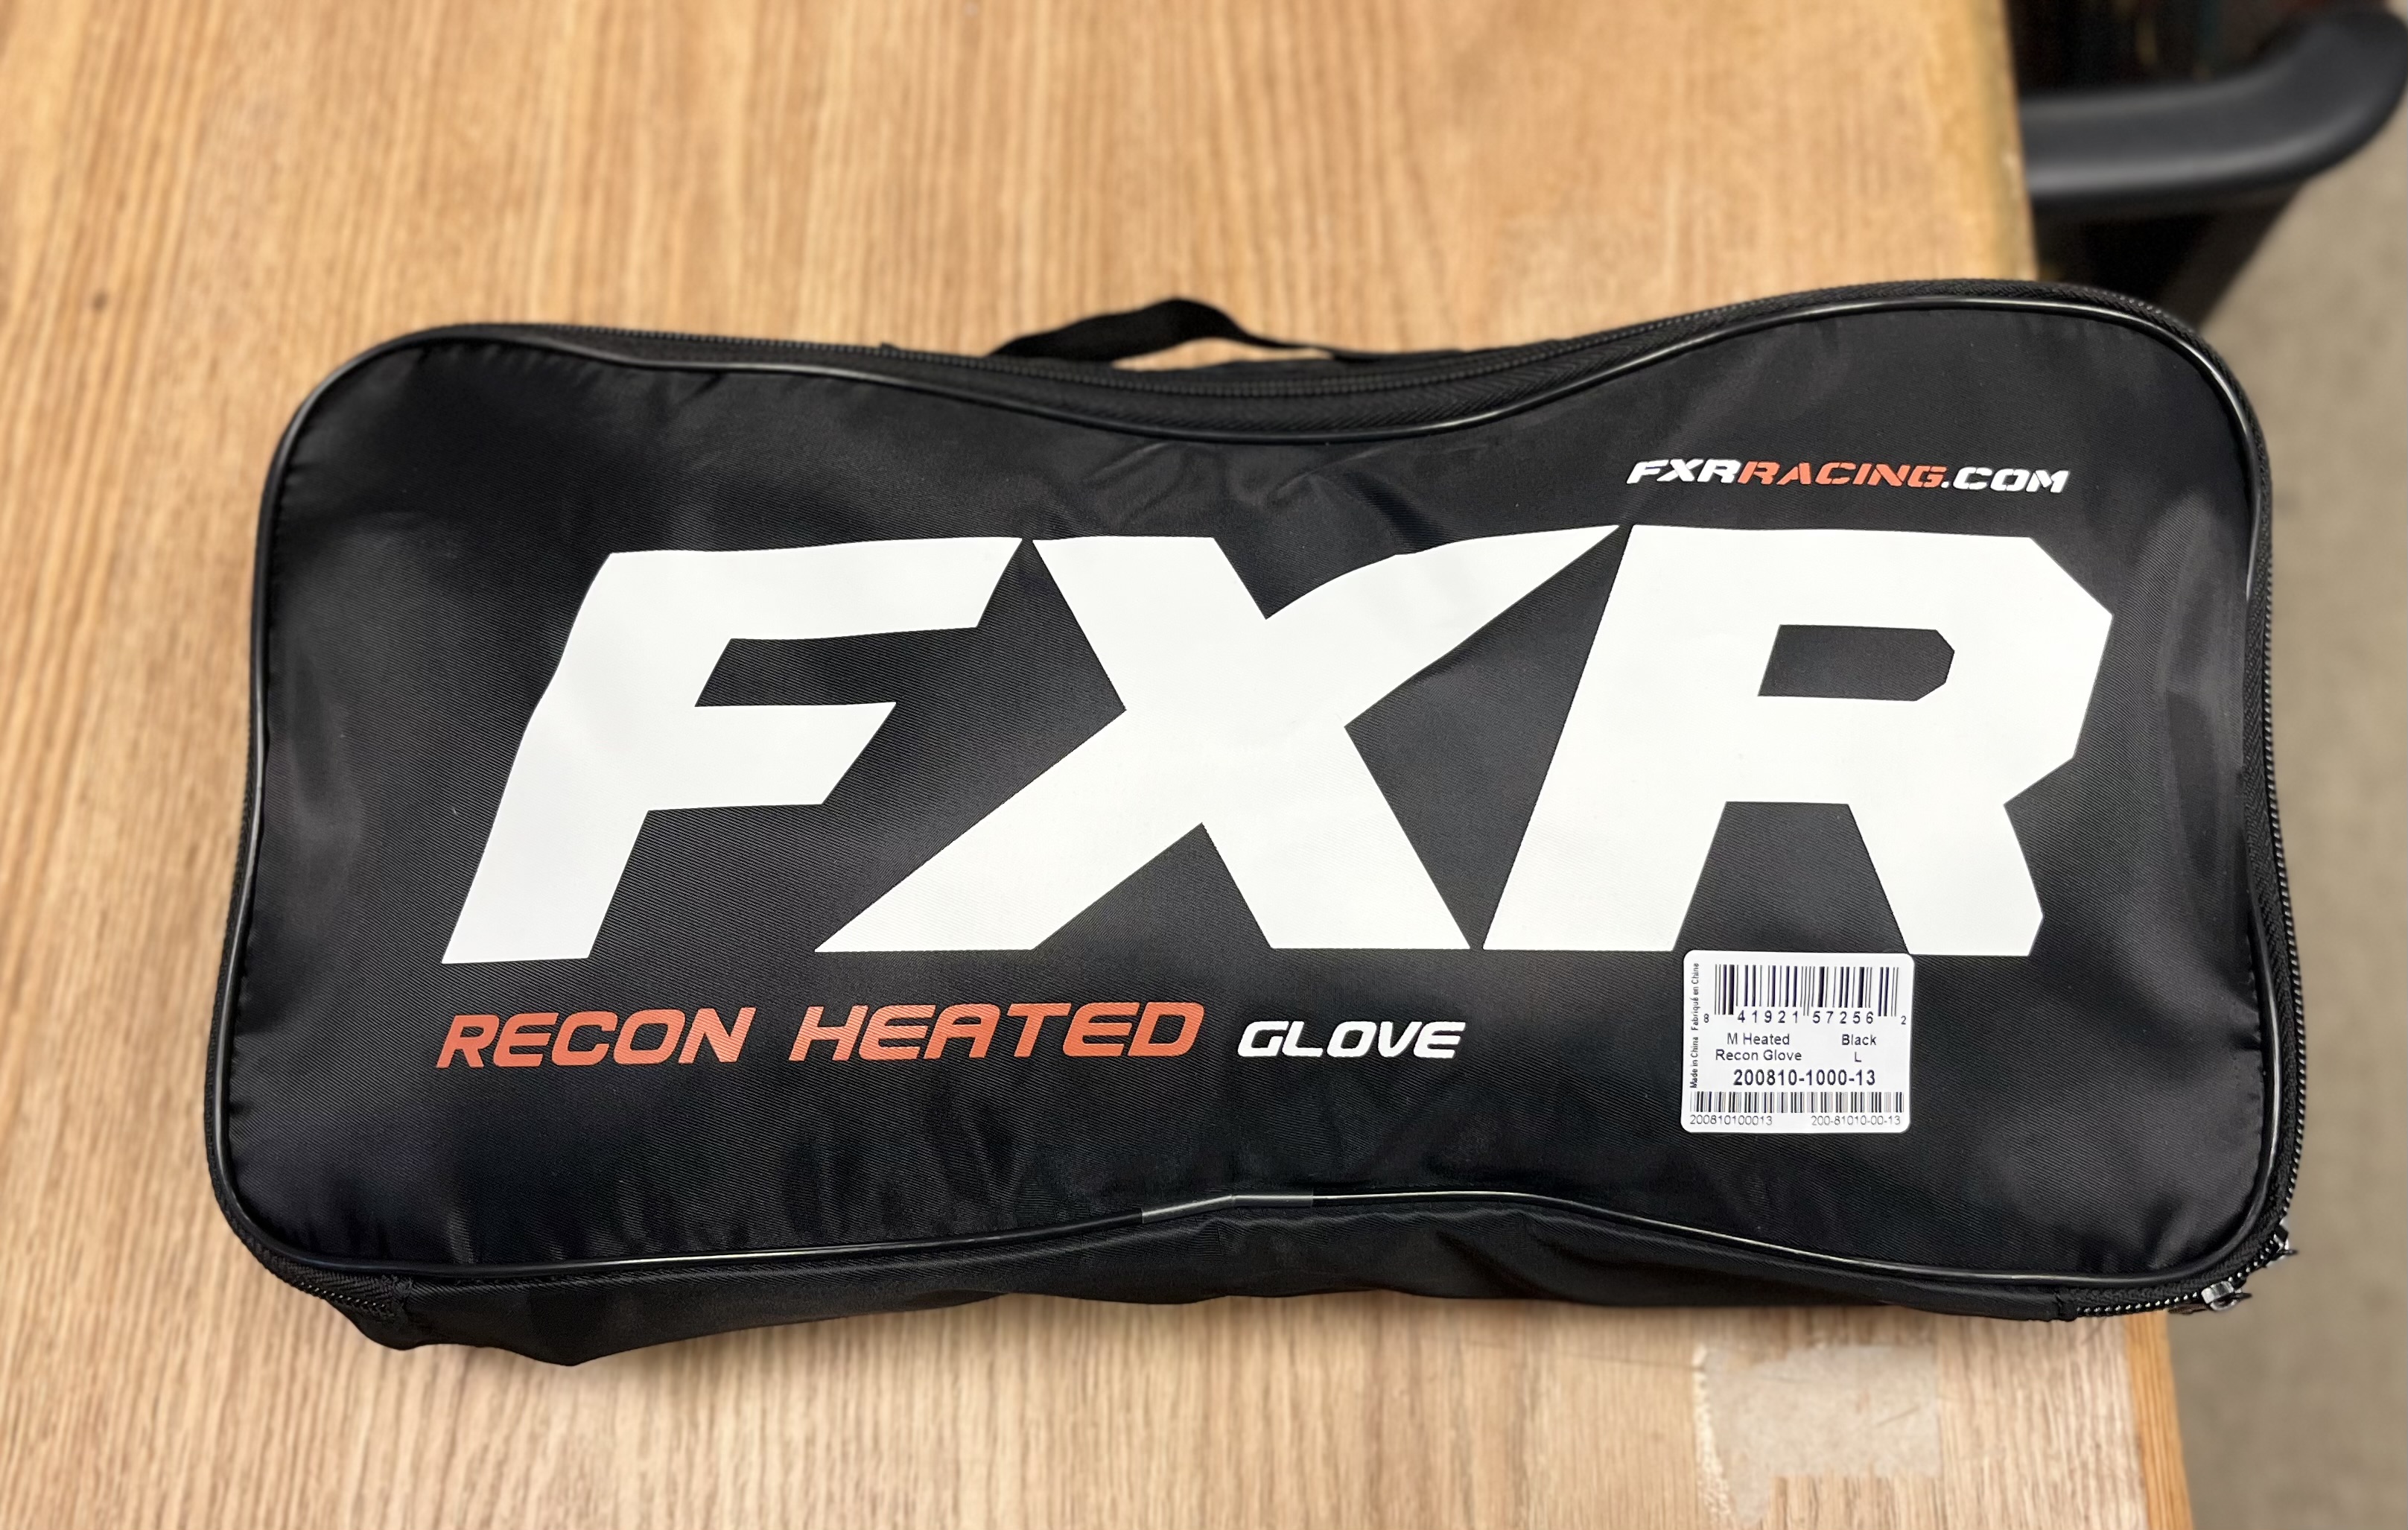 FXRRACING.COM
FXR
RECON HEATED GLOVE
Made in China Fabriqué en Chine
8 41921 57256 2
M Heated Black
Recon Glove L
200810-1000-13
200810100013 200-81010-00-13